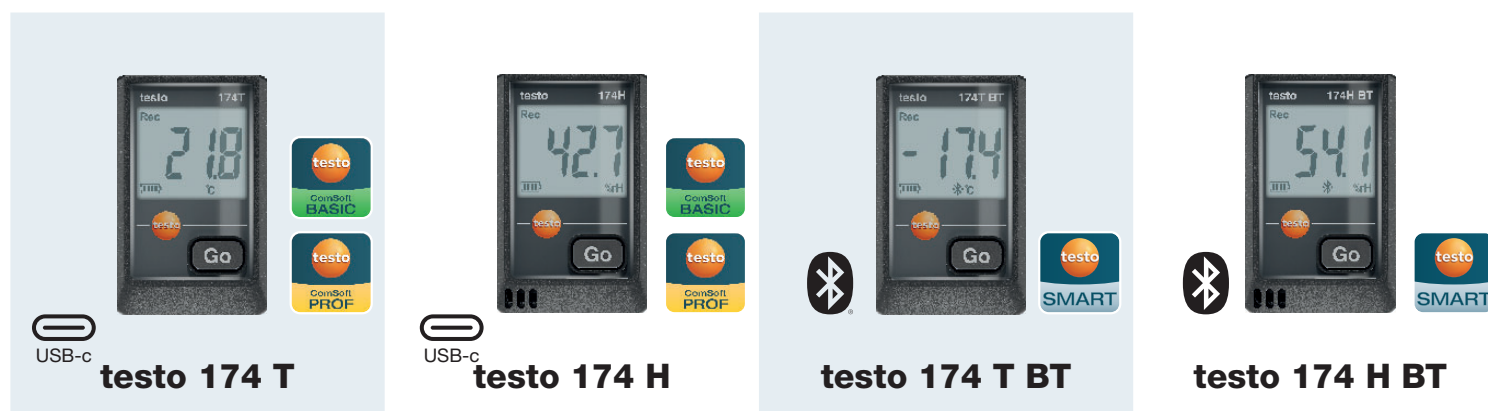 testo 174T
Rec
21.8
°C
testo
Go
testo
ComSoft
BASIC
testo
ComSoft
PROF
USB-c
testo 174 T
testo 174H
Rec
42.7
%rH
testo
Go
testo
ComSoft
BASIC
testo
ComSoft
PROF
USB-c
testo 174 H
testo 174T BT
Rec
-17.4
°C
testo
Go
®
testo
SMART
testo 174 T BT
testo 174H BT
Rec
54.1
%rH
testo
Go
testo
SMART
testo 174 H BT